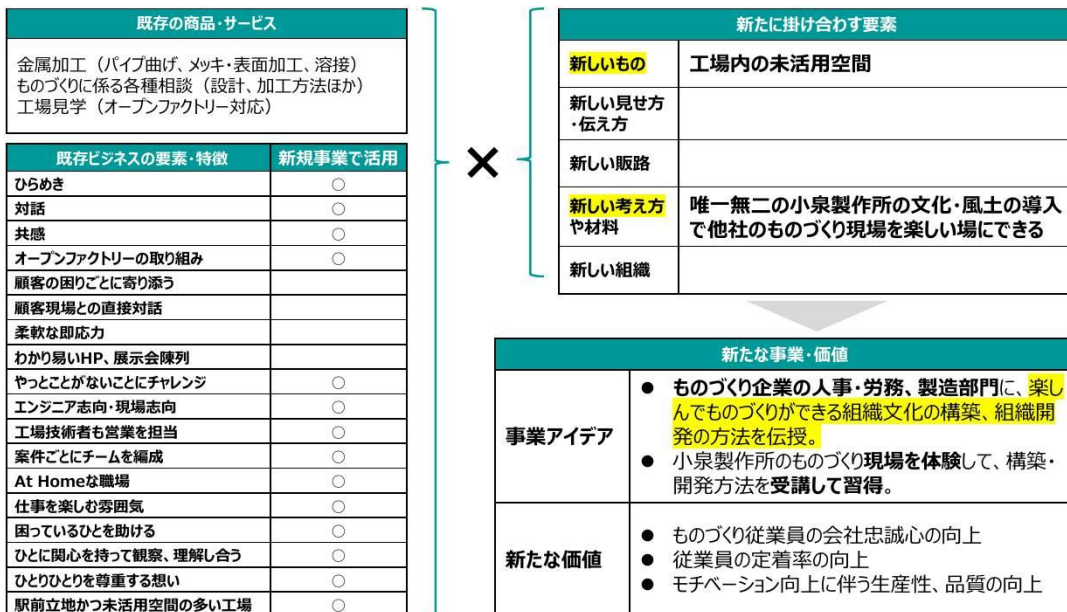 既存の商品・サービス
金属加工（パイプ曲げ、メッキ・表面加工、溶接）
ものづくりに係る各種相談（設計、加工方法ほか）
工場見学（オープンファクトリー対応）
既存ビジネスの要素・特徴 新規事業で活用
ひらめき ○
対話 ○
共感 ○
オープンファクトリーの取り組み ○
顧客の困りごとに寄り添う
顧客現場との直接対話
柔軟な即応力
わかり易いHP、展示会陳列
やっとことがないことにチャレンジ ○
エンジニア志向・現場志向 ○
工場技術者も営業を担当 ○
案件ごとにチームを編成 ○
At Homeな職場 ○
仕事を楽しむ雰囲気 ○
困っているひとを助ける ○
ひとに関心を持って観察、理解し合う ○
ひとりひとりを尊重する想い ○
駅前立地かつ未活用空間の多い工場 ○
×
新たに掛け合わす要素
新しいもの 工場内の未活用空間
新しい見せ方
・伝え方
新しい販路
新しい考え方
や材料
唯一無二の小泉製作所の文化・風土の導入
で他社のものづくり現場を楽しい場にできる
新しい組織
新たな事業・価値
事業アイデア
● ものづくり企業の人事・労務、製造部門に、楽し
んでものづくりができる組織文化の構築、組織開
発の方法を伝授。
● 小泉製作所のものづくり現場を体験して、構築・
開発方法を受講して習得。
新たな価値
● ものづくり従業員の会社忠誠心の向上
● 従業員の定着率の向上
● モチベーション向上に伴う生産性、品質の向上